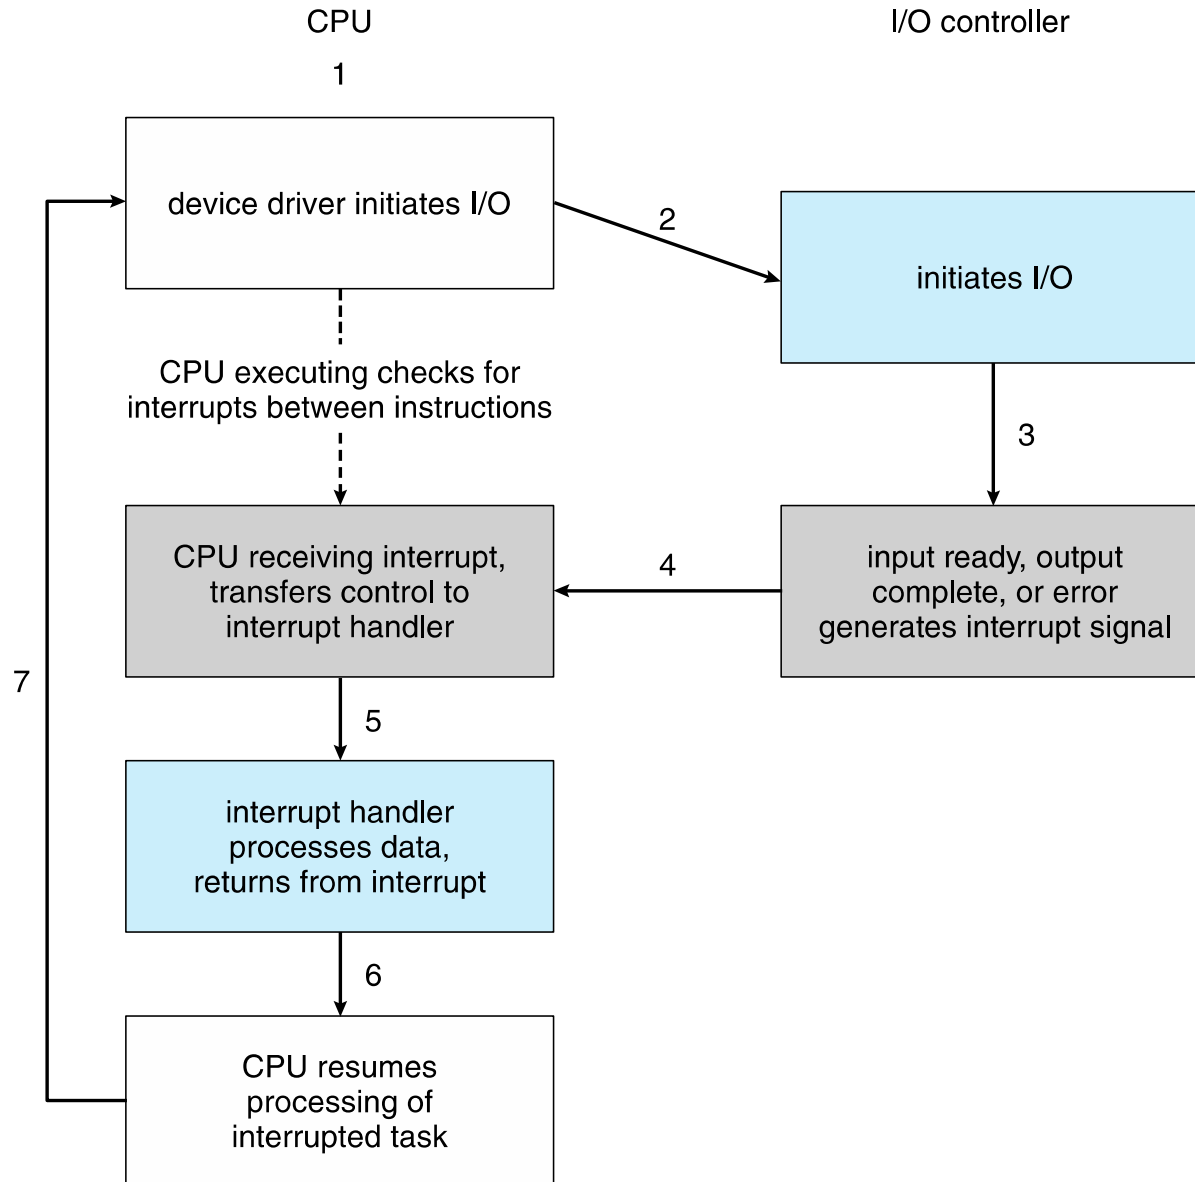 CPU
I/O controller
1
device driver initiates I/O
2
initiates I/O
CPU executing checks for
interrupts between instructions
3
CPU receiving interrupt,
transfers control to
interrupt handler
4
input ready, output
complete, or error
generates interrupt signal
7
5
interrupt handler
processes data,
returns from interrupt
6
CPU resumes
processing of
interrupted task